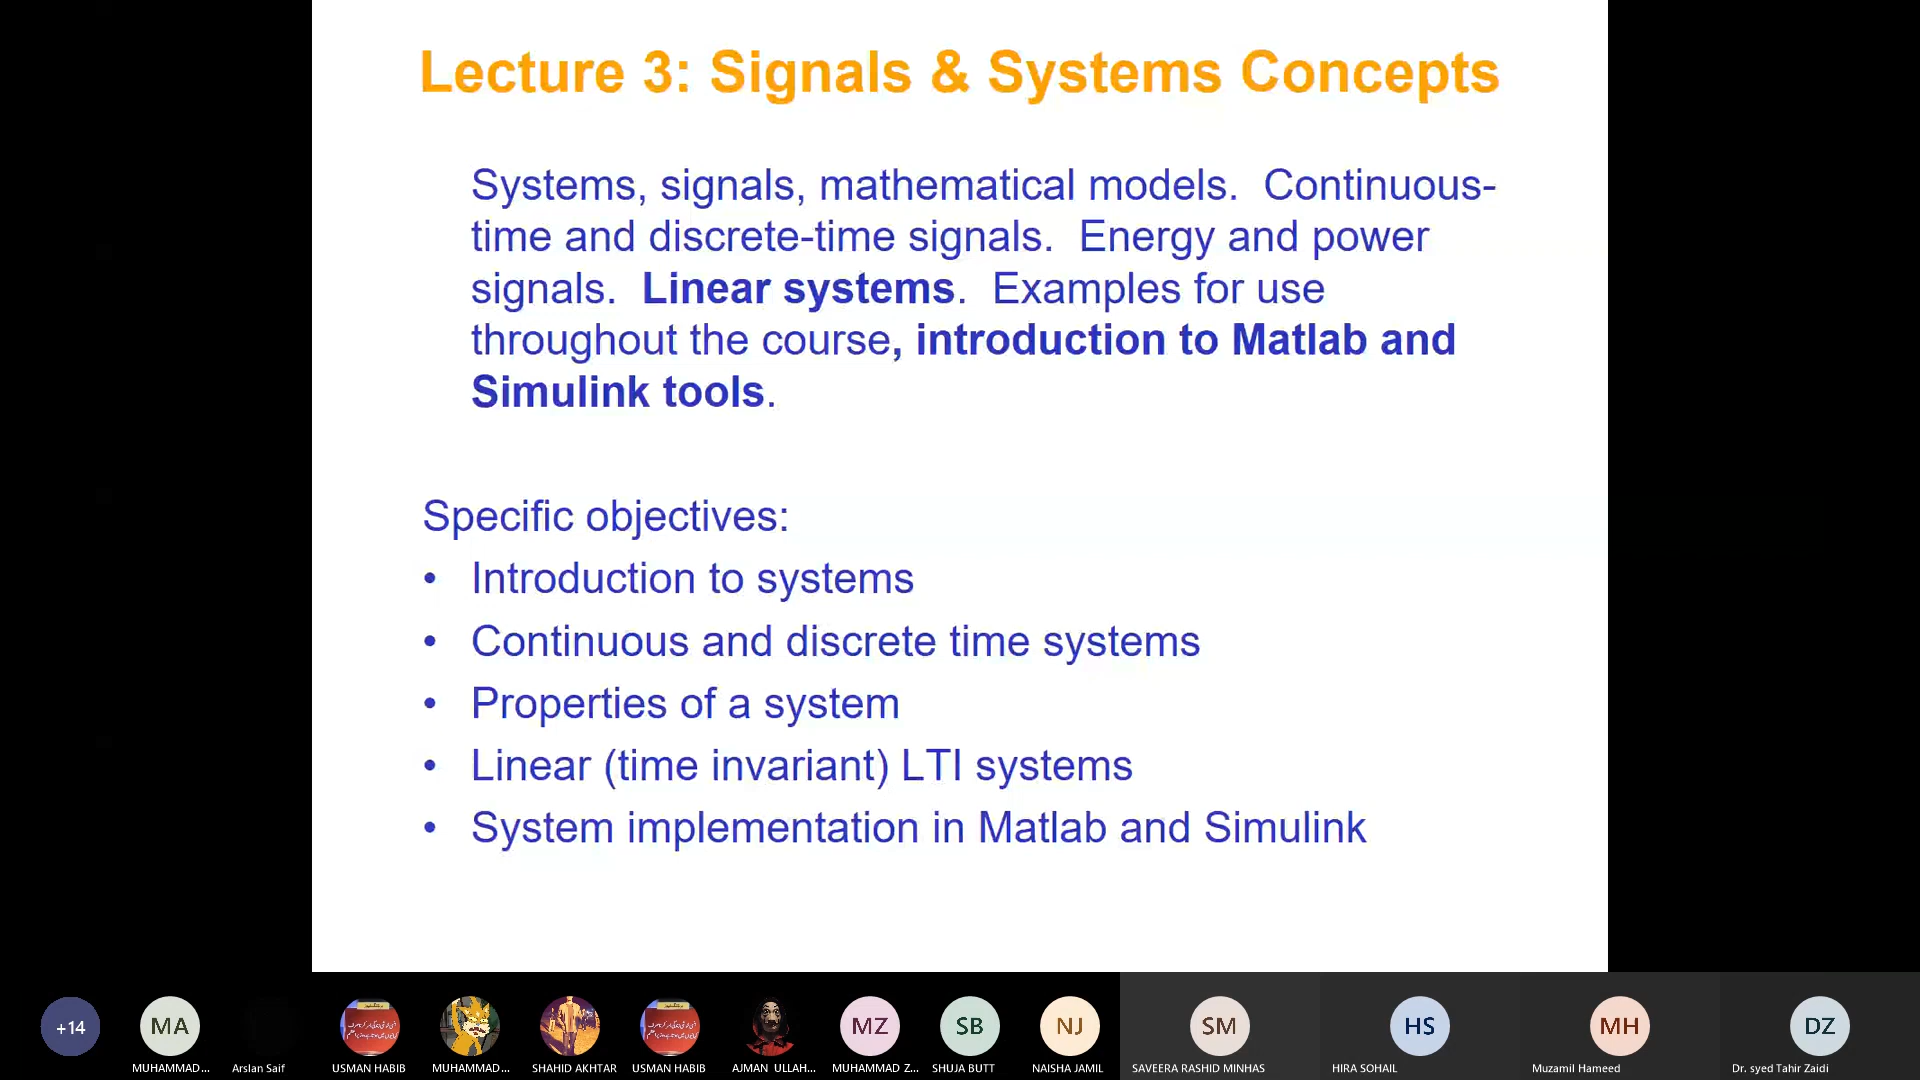 Lecture 3: Signals & Systems Concepts
Systems, signals, mathematical models. Continuous-
time and discrete-time signals. Energy and power
signals. Linear systems. Examples for use
throughout the course, introduction to Matlab and
Simulink tools.
Specific objectives:
• Introduction to systems
• Continuous and discrete time systems
• Properties of a system
• Linear (time invariant) LTI systems
• System implementation in Matlab and Simulink
+14
MA
MZ
SB
NJ
SM
HS
MH
DZ
MUHAMMAD...
Arslan Saif
USMAN HABIB
MUHAMMAD...
SHAHID AKHTAR
USMAN HABIB
AJMAN ULLAH...
MUHAMMAD Z...
SHUJA BUTT
NAISHA JAMIL
SAVEERA RASHID MINHAS
HIRA SOHAIL
Muzamil Hameed
Dr. syed Tahir Zaidi